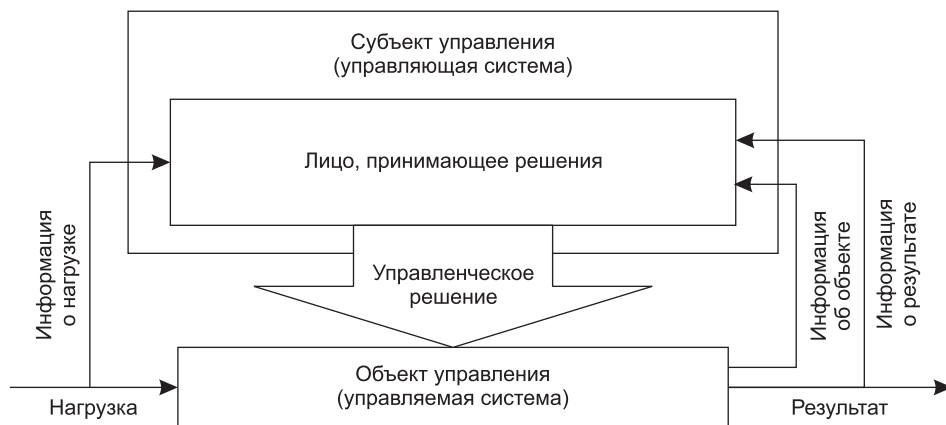 Субъект управления
(управляющая система)
Лицо, принимающее решения
Информация
о нагрузке
Управленческое
решение
Информация
об объекте
Информация
о результате
Объект управления
(управляемая система)
Нагрузка
Результат